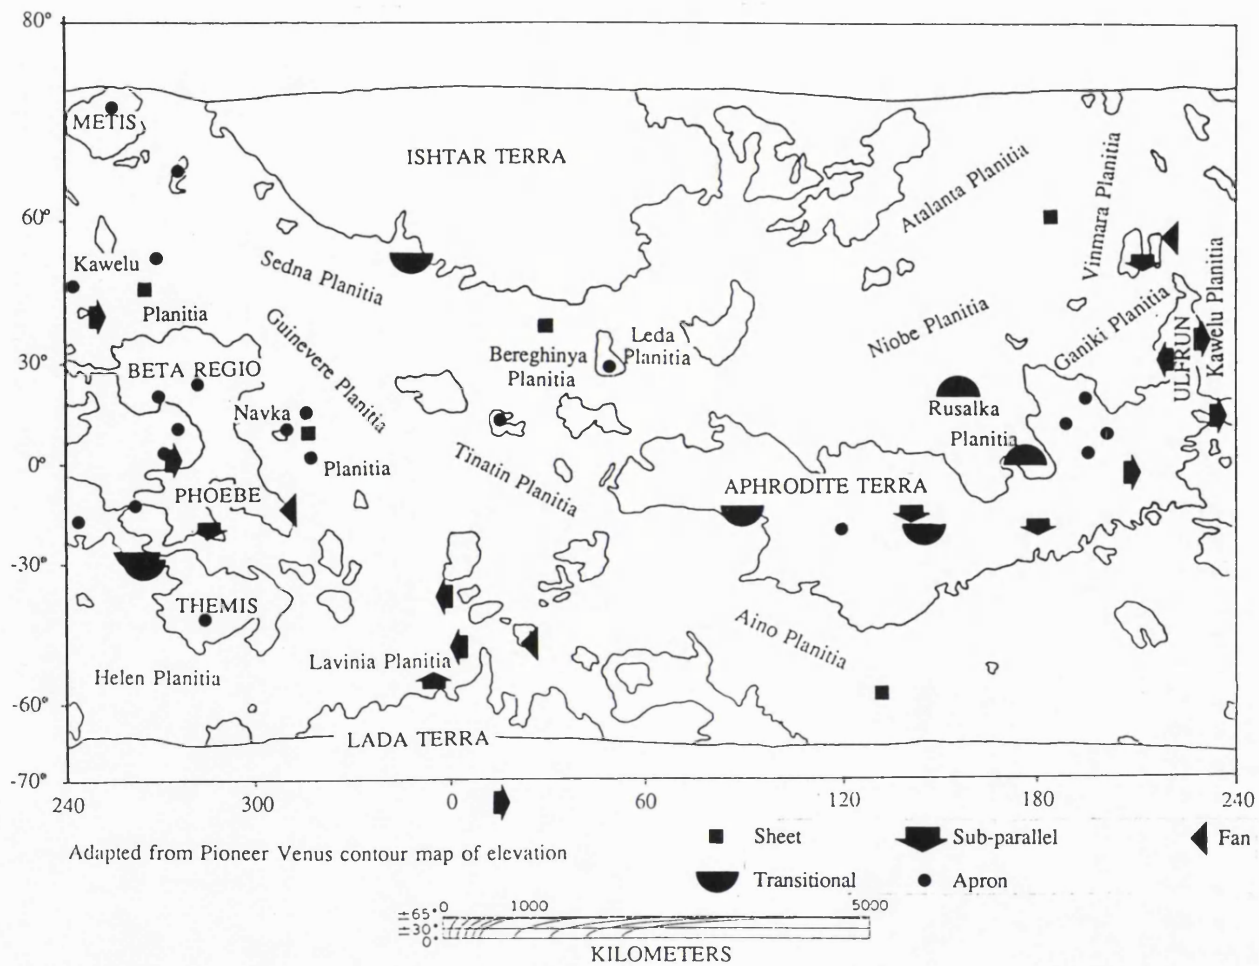 80°
METIS
ISHTAR TERRA
Atalanta Planitia
Vinmara Planitia
60°
Kawelu
Planitia
Sedna Planitia
Guinevere Planitia
Niobe Planitia
Ganiki Planitia
Kawelu Planitia
ULFRUN
30°
BETA REGIO
Bereghinya
Planitia
Leda
Planitia
Navka
Planitia
Rusalka
Planitia
0°
Tinatin Planitia
PHOEBE
APHRODITE TERRA
-30°
THEMIS
Aino Planitia
Lavinia Planitia
Helen Planitia
-60°
LADA TERRA
-70°
240 300 0 60 120 180 240
Adapted from Pioneer Venus contour map of elevation
Sheet Sub-parallel Fan
Transitional Apron
0 1000 5000
±65°
±30°
0°
KILOMETERS